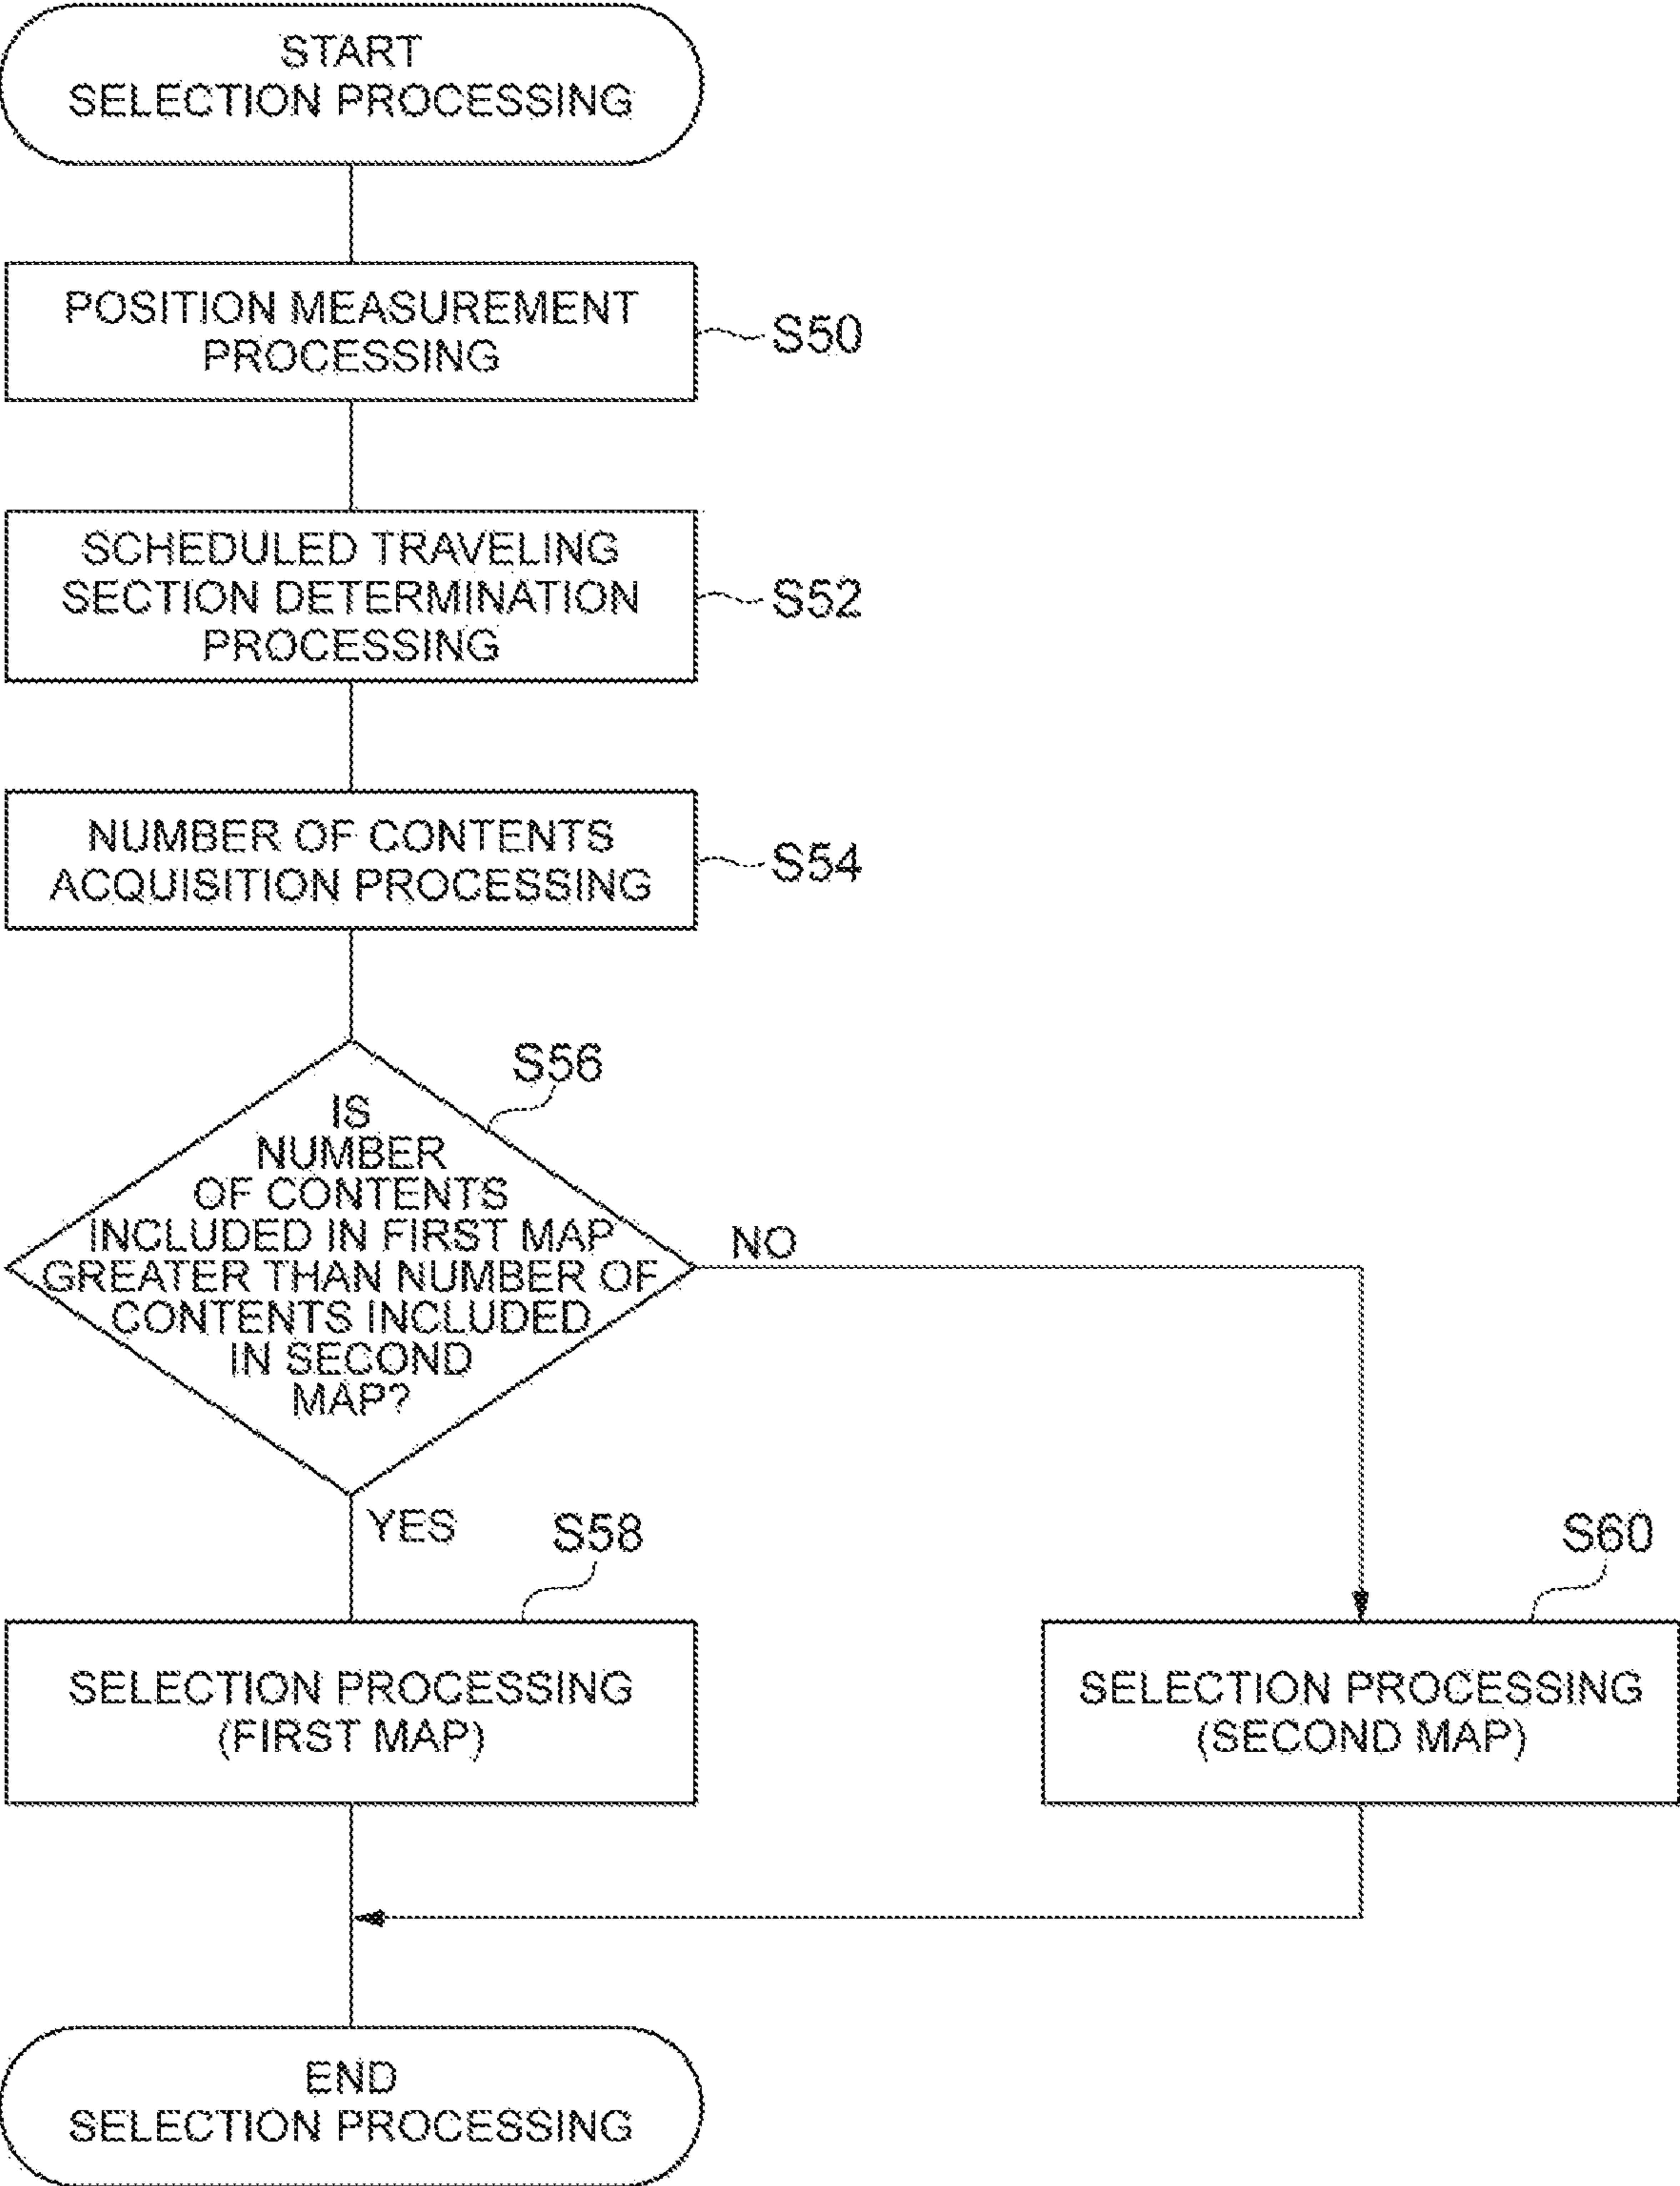 START
SELECTION PROCESSING
POSITION MEASUREMENT
PROCESSING
S50
SCHEDULED TRAVELING
SECTION DETERMINATION
PROCESSING
S52
NUMBER OF CONTENTS
ACQUISITION PROCESSING
S54
S56
IS
NUMBER
OF CONTENTS
INCLUDED IN FIRST MAP
GREATER THAN NUMBER OF
CONTENTS INCLUDED
IN SECOND
MAP?
NO
YES
S58
SELECTION PROCESSING
(FIRST MAP)
S60
SELECTION PROCESSING
(SECOND MAP)
END
SELECTION PROCESSING